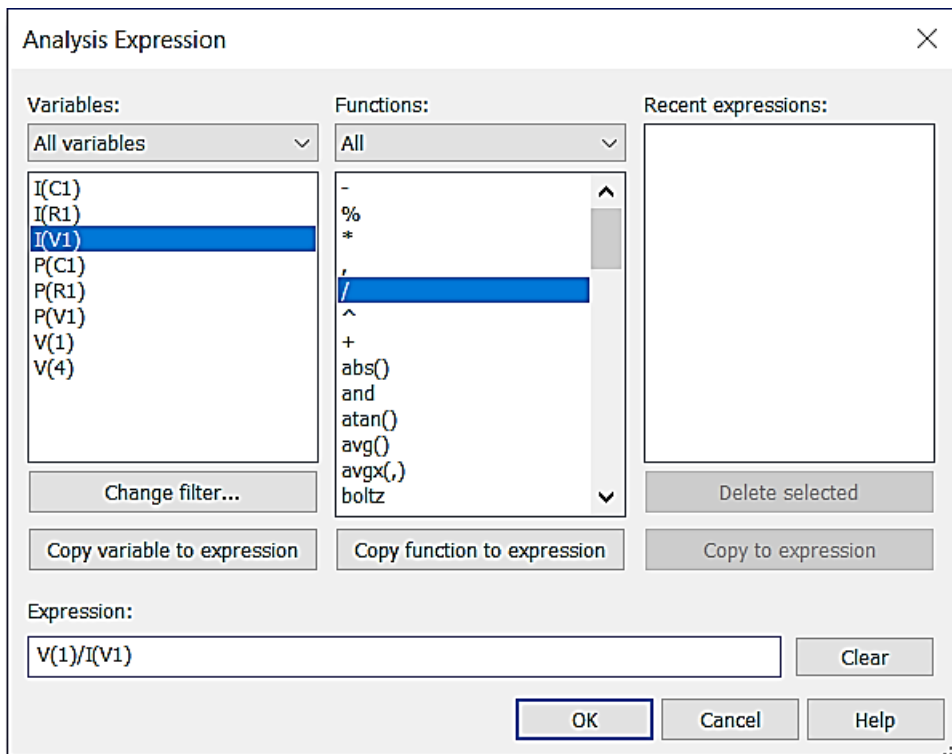 Analysis Expression
Variables:
All variables
I(C1)
I(R1)
I(V1)
P(C1)
P(R1)
P(V1)
V(1)
V(4)
Change filter...
Copy variable to expression
Functions:
All
-
%
*
,
/
^
+
abs()
and
atan()
avg()
avgx(,)
boltz
Copy function to expression
Recent expressions:
Delete selected
Copy to expression
Expression:
V(1)/I(V1)
Clear
OK
Cancel
Help